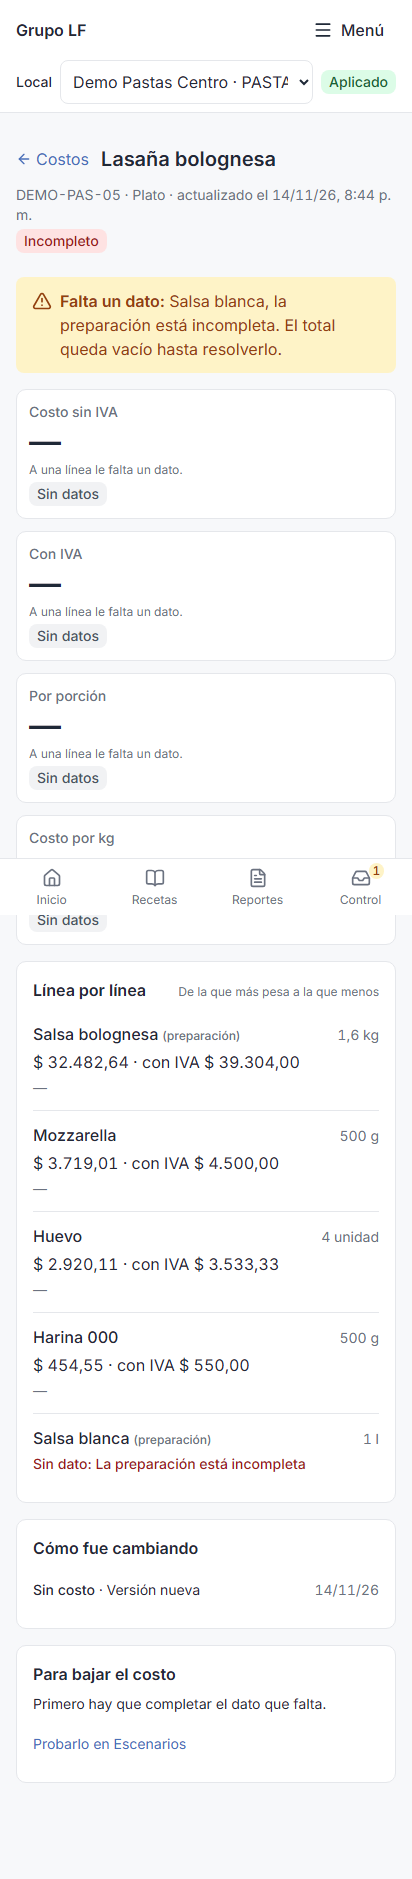 Grupo LF
Menú
Local
Demo Pastas Centro · PASTA
Aplicado
Costos
Lasaña bolognesa
DEMO-PAS-05 · Plato · actualizado el 14/11/26, 8:44 p.
m.
Incompleto
Falta un dato: Salsa blanca, la
preparación está incompleta. El total
queda vacío hasta resolverlo.
Costo sin IVA
—
A una línea le falta un dato.
Sin datos
Con IVA
—
A una línea le falta un dato.
Sin datos
Por porción
—
A una línea le falta un dato.
Sin datos
Costo por kg
1
Inicio
Recetas
Reportes
Control
Sin datos
Línea por línea
De la que más pesa a la que menos
Salsa bolognesa (preparación)
1,6 kg
$ 32.482,64 · con IVA $ 39.304,00
—
Mozzarella
500 g
$ 3.719,01 · con IVA $ 4.500,00
—
Huevo
4 unidad
$ 2.920,11 · con IVA $ 3.533,33
—
Harina 000
500 g
$ 454,55 · con IVA $ 550,00
—
Salsa blanca (preparación)
1 l
Sin dato: La preparación está incompleta
Cómo fue cambiando
Sin costo · Versión nueva
14/11/26
Para bajar el costo
Primero hay que completar el dato que falta.
Probarlo en Escenarios